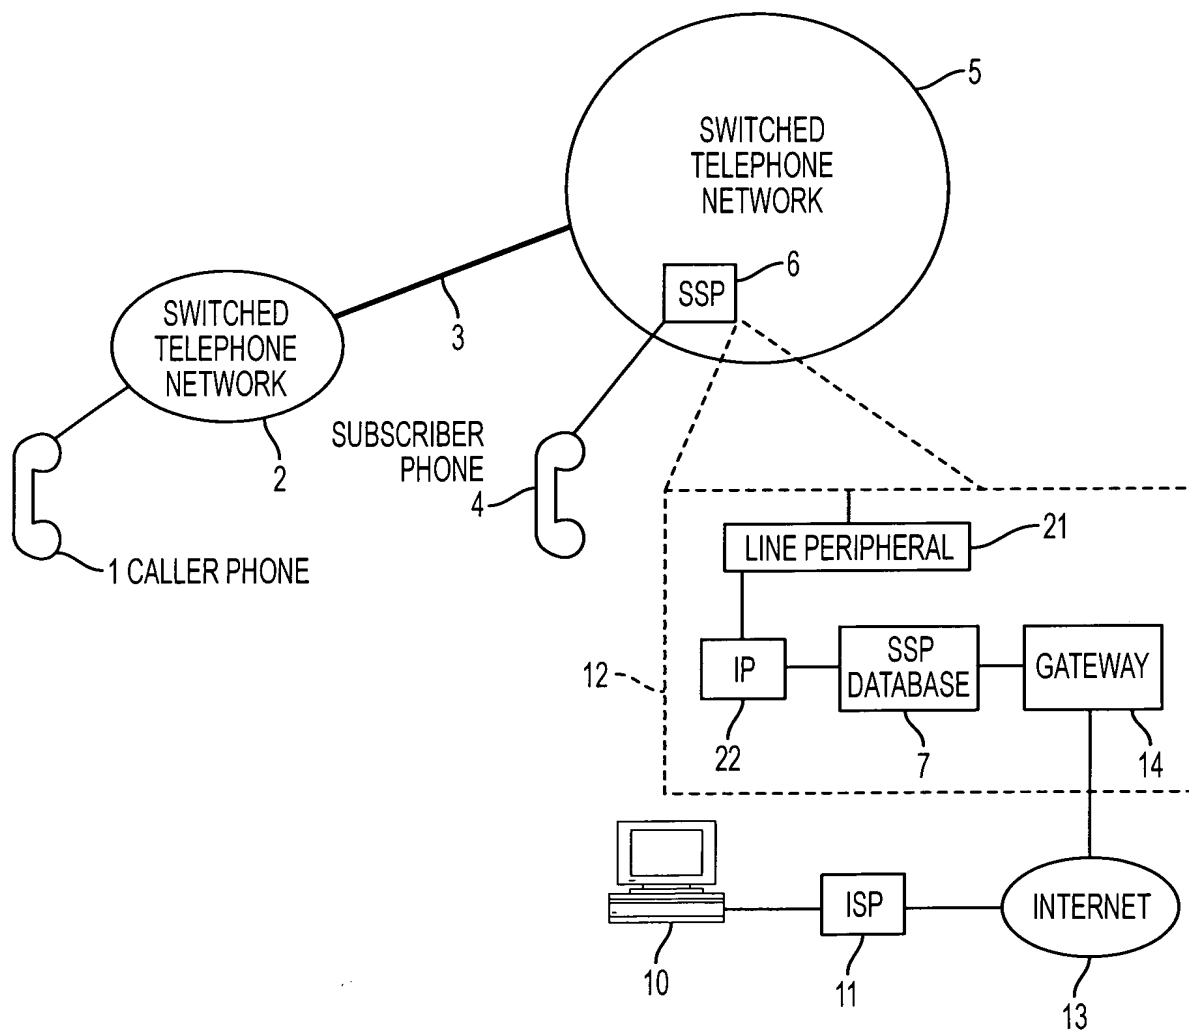 5
SWITCHED
TELEPHONE
NETWORK
6
SSP
3
SWITCHED
TELEPHONE
NETWORK
2
SUBSCRIBER
PHONE
4
1 CALLER PHONE
21
LINE PERIPHERAL
12
IP
SSP
DATABASE
GATEWAY
22
7
14
ISP
INTERNET
10
11
13